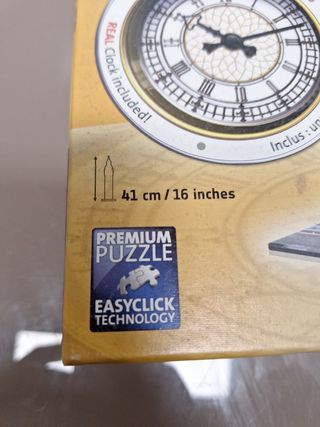 REAL Clock included!
Inclus : un
41 cm / 16 inches
PREMIUM
PUZZLE
EASYCLICK
TECHNOLOGY